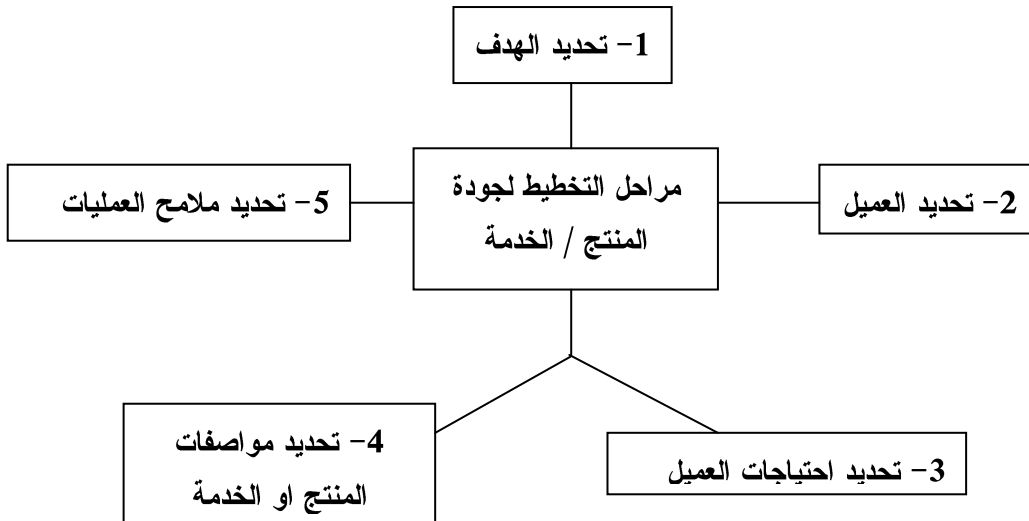 1- تحديد الهدف
مراحل التخطيط لجودة
المنتج / الخدمة
2- تحديد العميل
3- تحديد احتياجات العميل
4- تحديد مواصفات
المنتج او الخدمة
5- تحديد ملامح العمليات